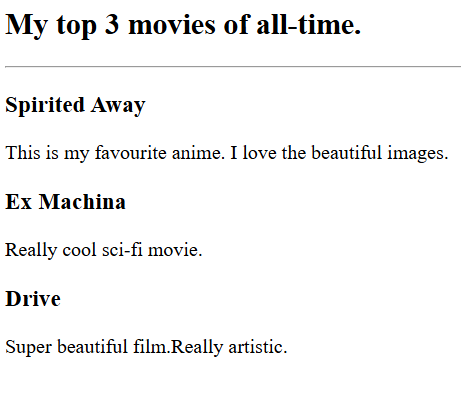 My top 3 movies of all-time.
Spirited Away
This is my favourite anime. I love the beautiful images.
Ex Machina
Really cool sci-fi movie.
Drive
Super beautiful film.Really artistic.